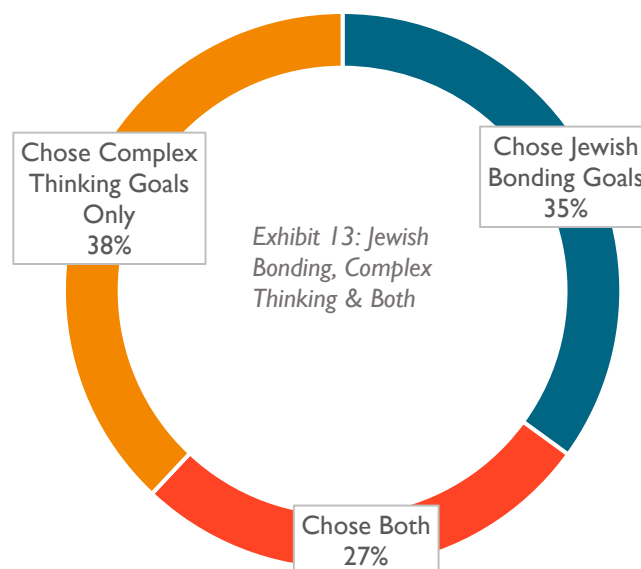 Chose Complex
Thinking Goals
Only
38%
Chose Jewish
Bonding Goals
35%
Exhibit 13: Jewish
Bonding, Complex
Thinking & Both
Chose Both
27%